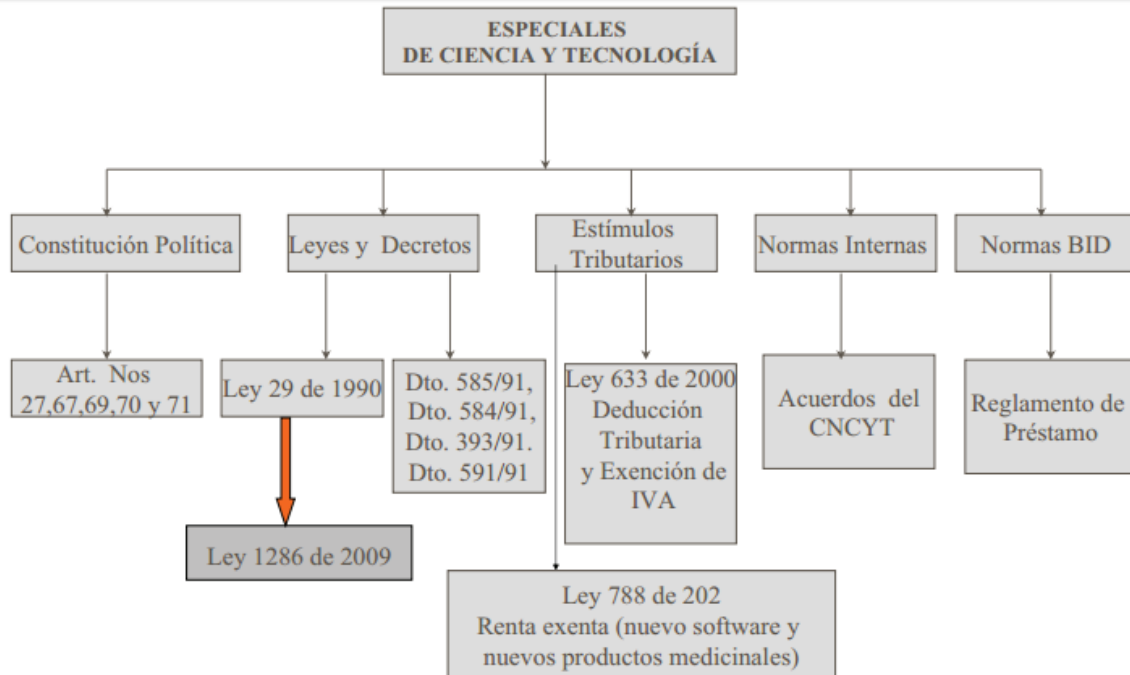 ESPECIALES
DE CIENCIA Y TECNOLOGÍA
Constitución Política
Leyes y Decretos
Estímulos
Tributarios
Normas Internas
Normas BID
Art. Nos
27,67,69,70 y 71
Ley 29 de 1990
Dto. 585/91,
Dto. 584/91,
Dto. 393/91.
Dto. 591/91
Ley 633 de 2000
Deducción
Tributaria
y Exención de
IVA
Acuerdos del
CNCYT
Reglamento de
Préstamo
Ley 1286 de 2009
Ley 788 de 202
Renta exenta (nuevo software y
nuevos productos medicinales)